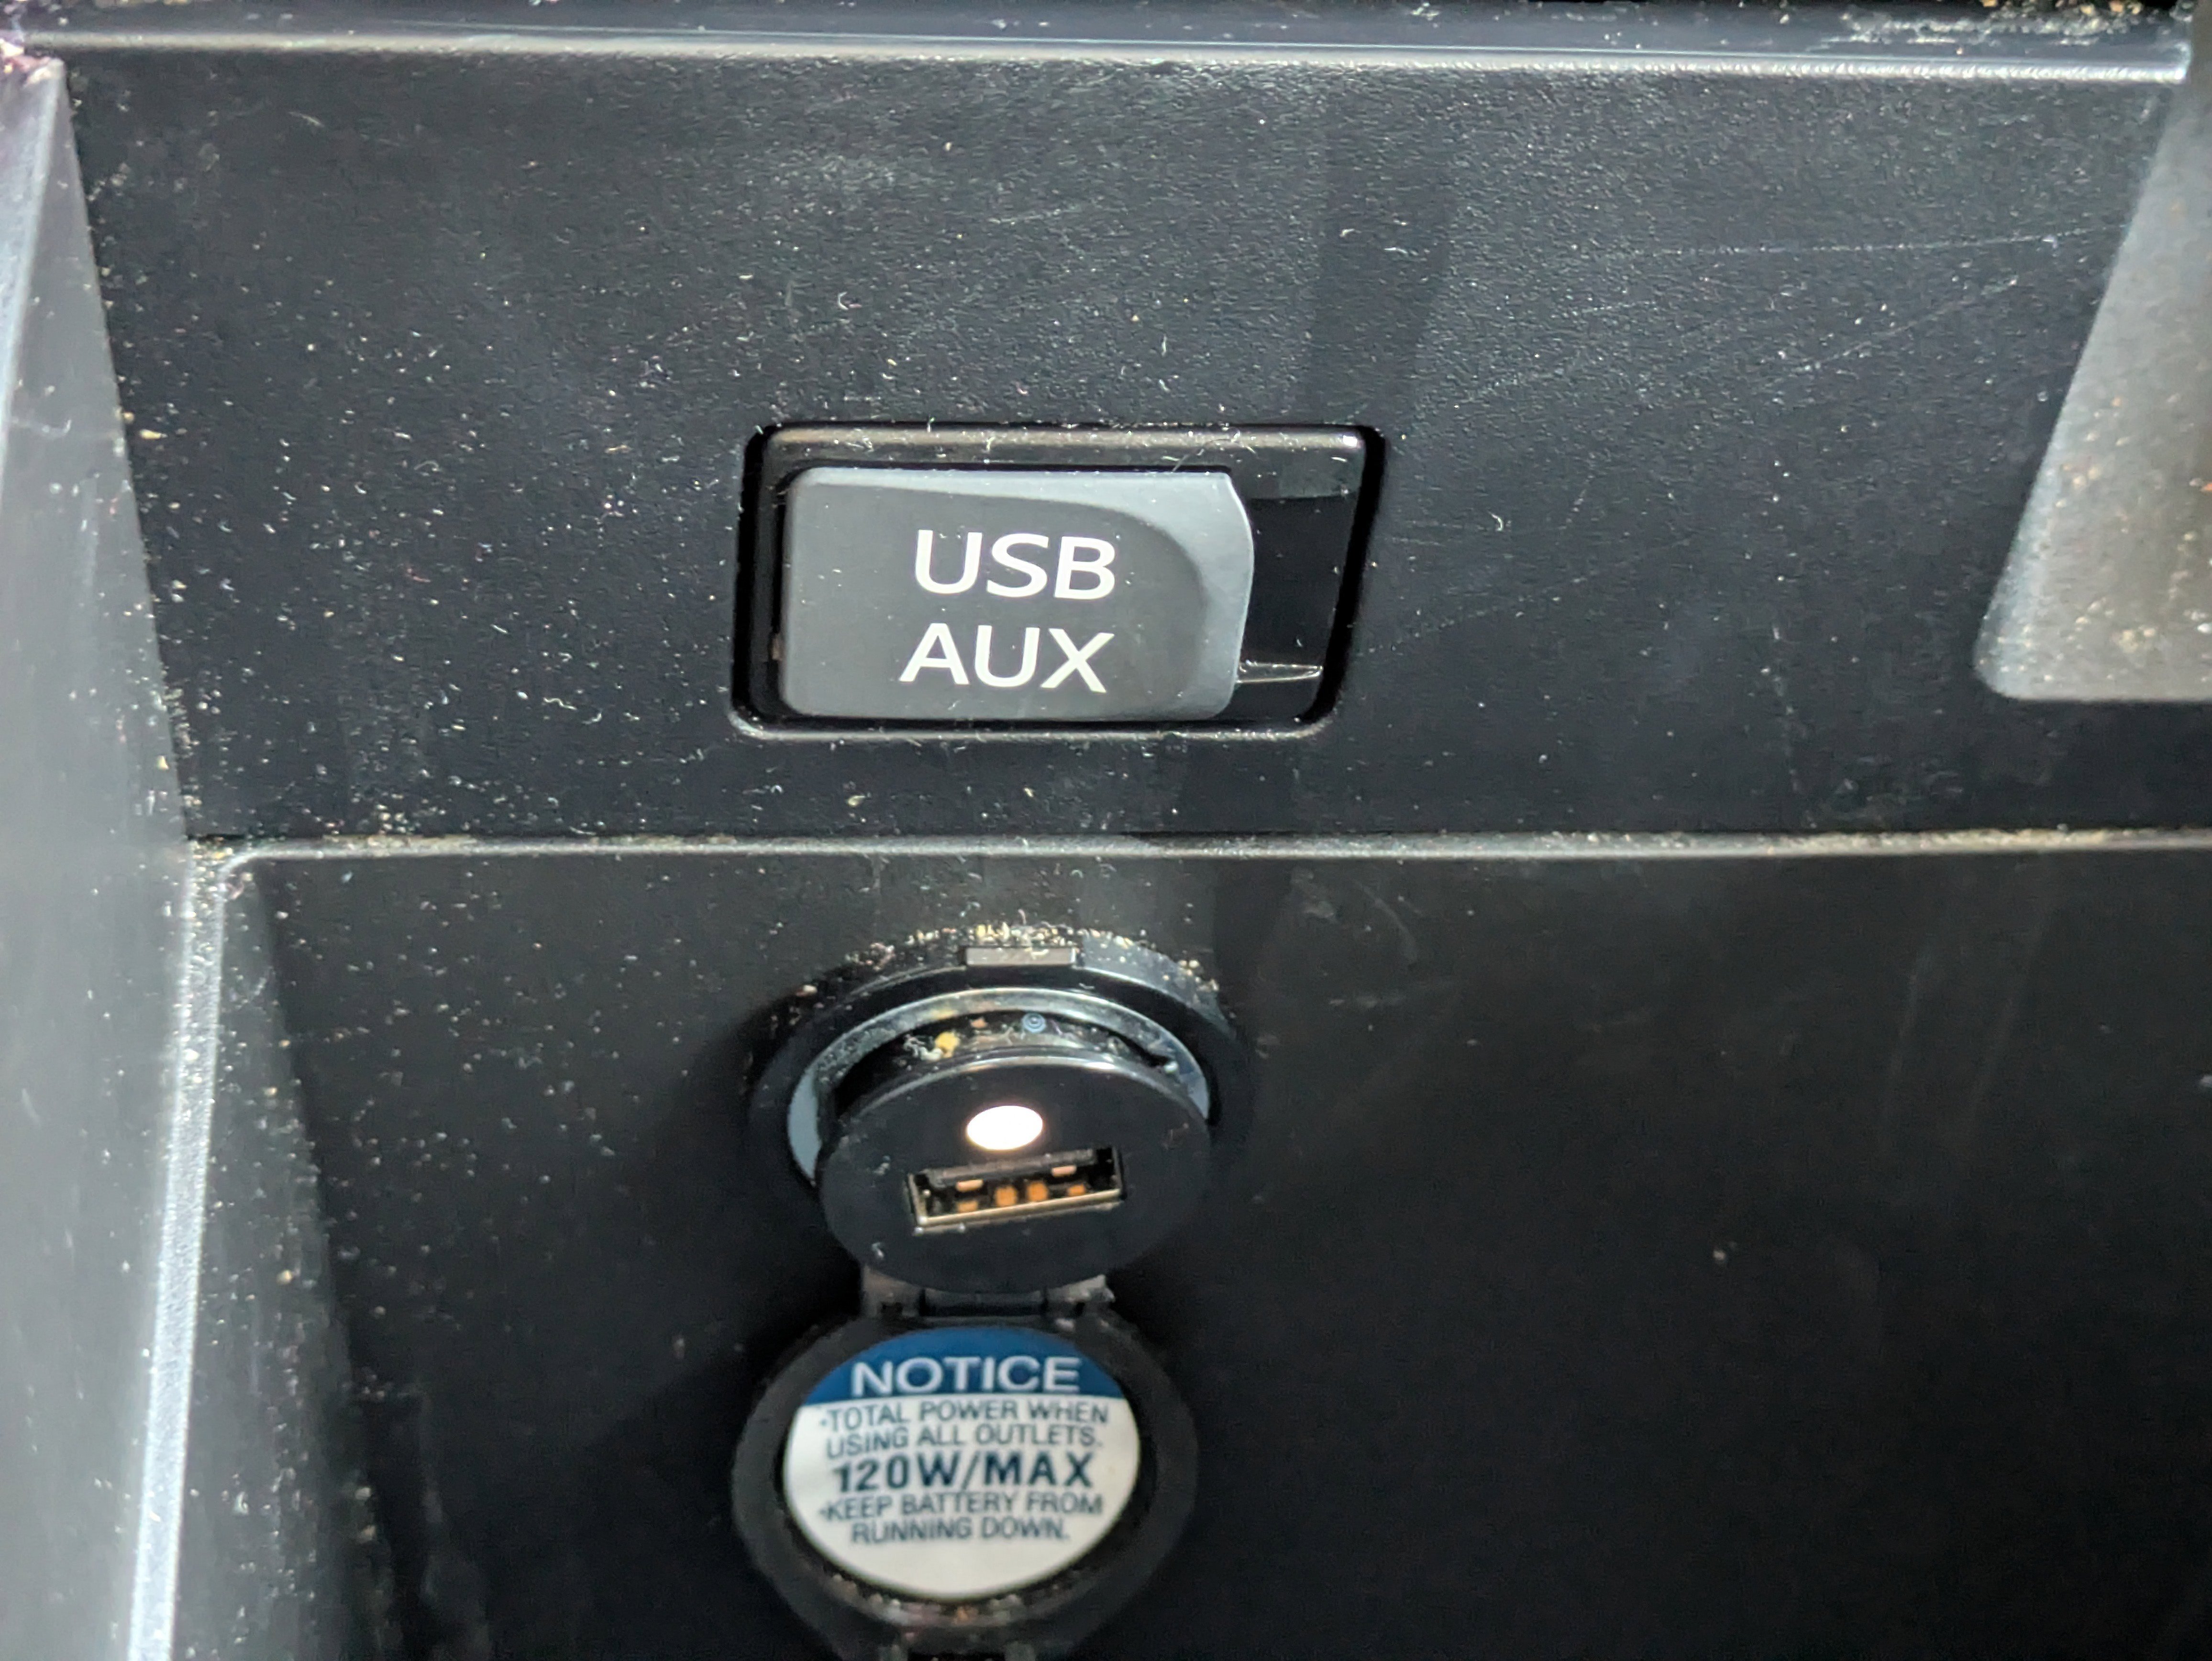 USB
AUX
NOTICE
•TOTAL POWER WHEN
USING ALL OUTLETS.
120W/MAX
•KEEP BATTERY FROM
RUNNING DOWN.